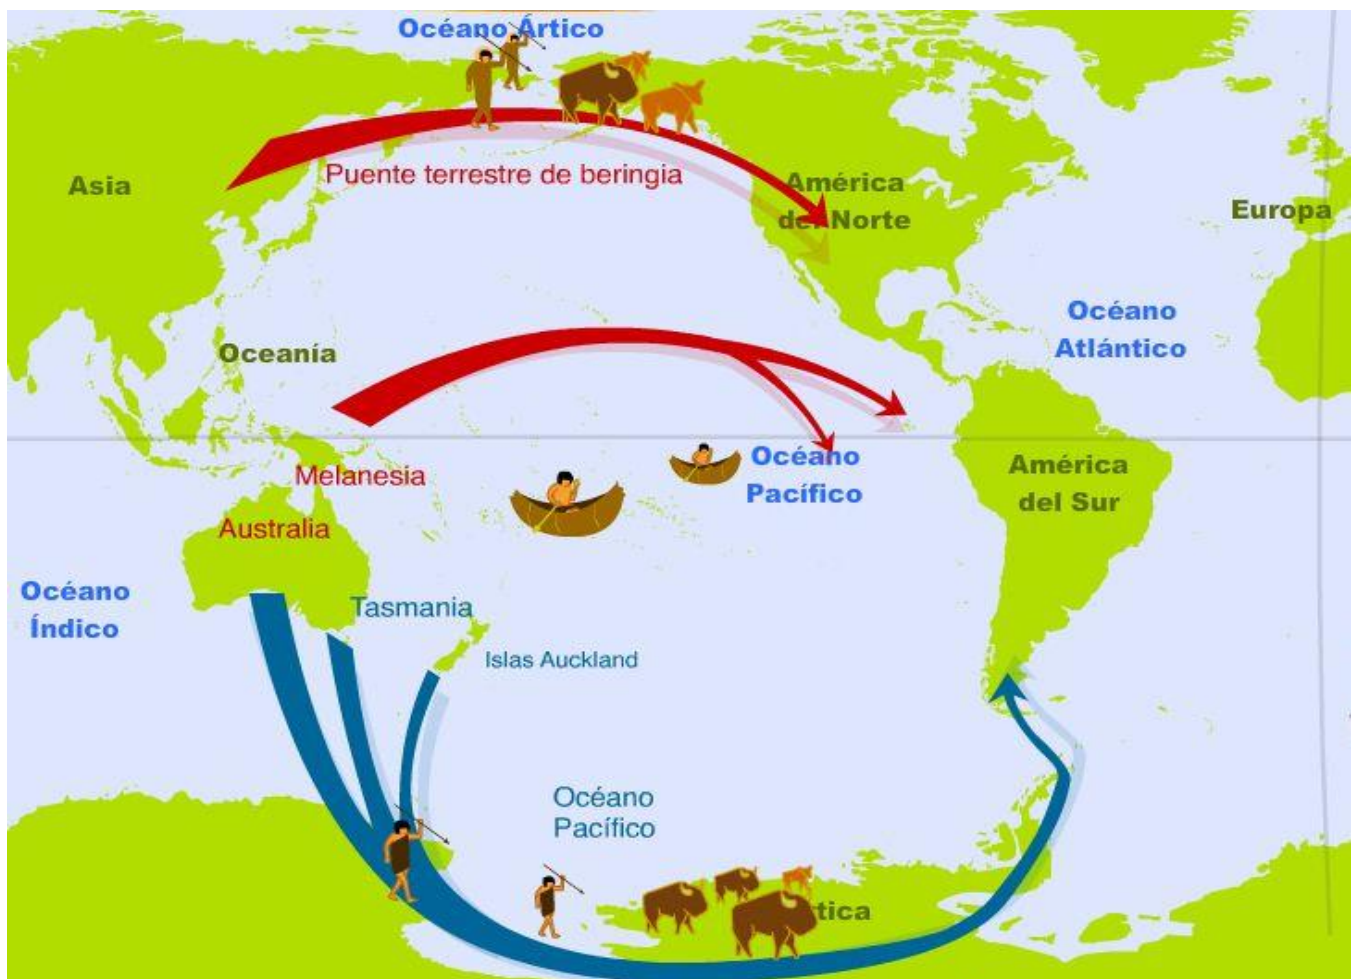 Océano Ártico
Puente terrestre de beringia
Asia
América
del Norte
Europa
Océano
Atlántico
Oceanía
Océano
Pacífico
América
del Sur
Melanesia
Australia
Océano
Índico
Tasmania
Islas Auckland
Océano
Pacífico
tica